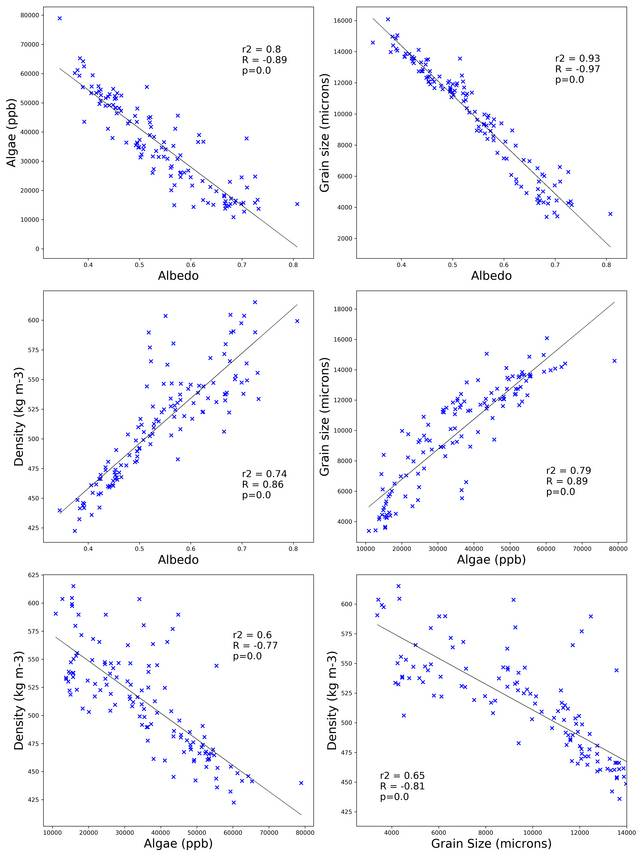 80000
70000
60000
50000
40000
30000
20000
10000
0
Algae (ppb)
r2 = 0.8
R = -0.89
p=0.0
0.4 0.5 0.6 0.7 0.8
Albedo
16000
14000
12000
10000
8000
6000
4000
2000
Grain size (microns)
r2 = 0.93
R = -0.97
p=0.0
0.4 0.5 0.6 0.7 0.8
Albedo
600
575
550
525
500
475
450
425
Density (kg m-3)
r2 = 0.74
R = 0.86
p=0.0
0.4 0.5 0.6 0.7 0.8
Albedo
18000
16000
14000
12000
10000
8000
6000
4000
Grain size (microns)
r2 = 0.79
R = 0.89
p=0.0
10000 20000 30000 40000 50000 60000 70000 80000
Algae (ppb)
625
600
575
550
525
500
475
450
425
Density (kg m-3)
r2 = 0.6
R = -0.77
p=0.0
10000 20000 30000 40000 50000 60000 70000 80000
Algae (ppb)
600
575
550
525
500
475
450
425
Density (kg m-3)
r2 = 0.65
R = -0.81
p=0.0
4000 6000 8000 10000 12000 14000
Grain Size (microns)